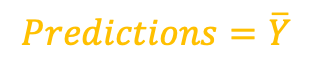 Predictions = Ȳ